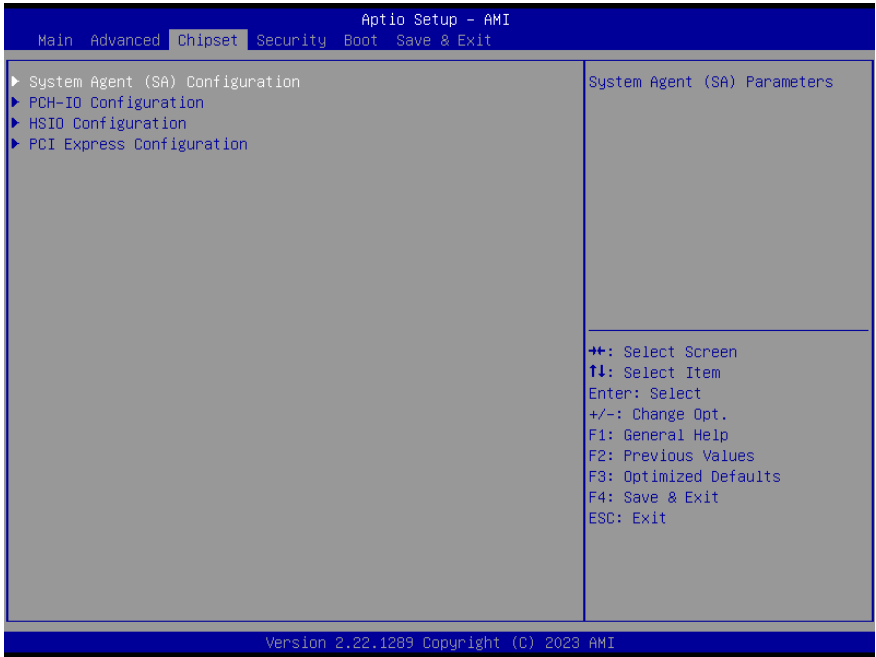 Aptio Setup – AMI
Main Advanced Chipset Security Boot Save & Exit
▶ System Agent (SA) Configuration
▶ PCH-IO Configuration
▶ HSIO Configuration
▶ PCI Express Configuration
System Agent (SA) Parameters
→←: Select Screen
↑↓: Select Item
Enter: Select
+/-: Change Opt.
F1: General Help
F2: Previous Values
F3: Optimized Defaults
F4: Save & Exit
ESC: Exit
Version 2.22.1289 Copyright (C) 2023 AMI